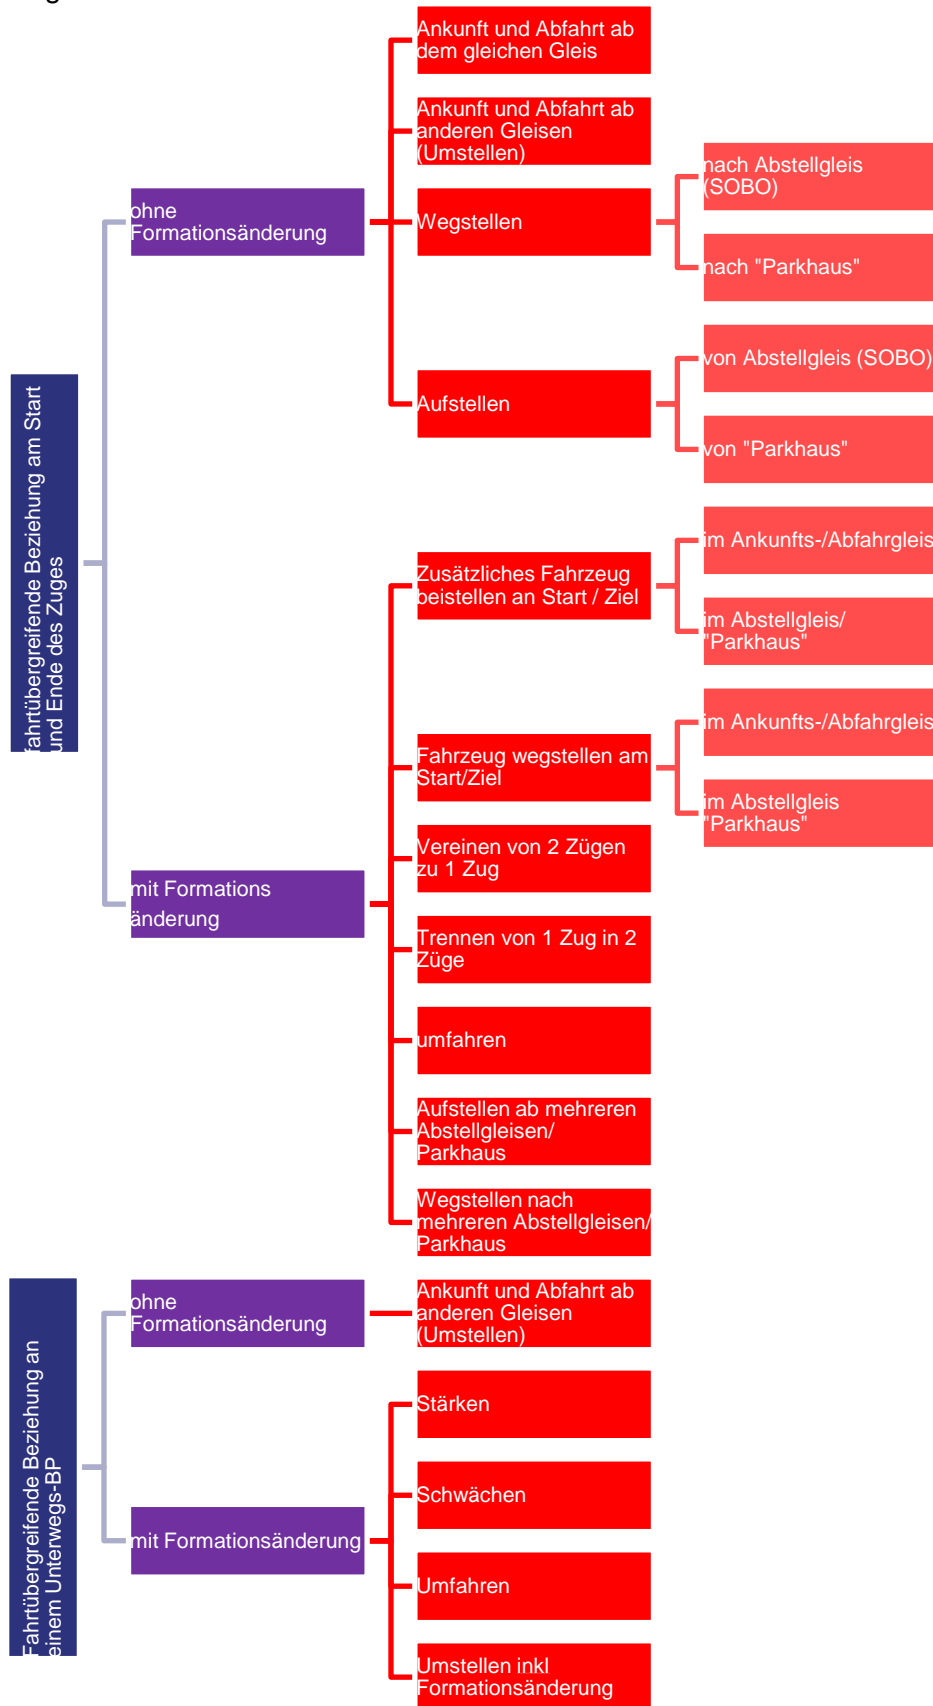 Ankunft und Abfahrt ab
dem gleichen Gleis
Ankunft und Abfahrt ab
anderen Gleisen
(Umstellen)
nach Abstellgleis
(SOBO)
ohne
Formationsänderung
Wegstellen
nach "Parkhaus"
von Abstellgleis (SOBO)
Aufstellen
von "Parkhaus"
fahrtübergreifende Beziehung am Start
und Ende des Zuges
im Ankunfts-/Abfahrgleis
Zusätzliches Fahrzeug
beistellen an Start / Ziel
im Abstellgleis/
"Parkhaus"
im Ankunfts-/Abfahrgleis
Fahrzeug wegstellen am
Start/Ziel
im Abstellgleis
"Parkhaus"
Vereinen von 2 Zügen
zu 1 Zug
mit Formations
änderung
Trennen von 1 Zug in 2
Züge
umfahren
Aufstellen ab mehreren
Abstellgleisen/
Parkhaus
Wegstellen nach
mehreren Abstellgleisen/
Parkhaus
Fahrtübergreifende Beziehung an
einem Unterwegs-BP
ohne
Formationsänderung
Ankunft und Abfahrt ab
anderen Gleisen
(Umstellen)
Stärken
Schwächen
mit Formationsänderung
Umfahren
Umstellen inkl
Formationsänderung